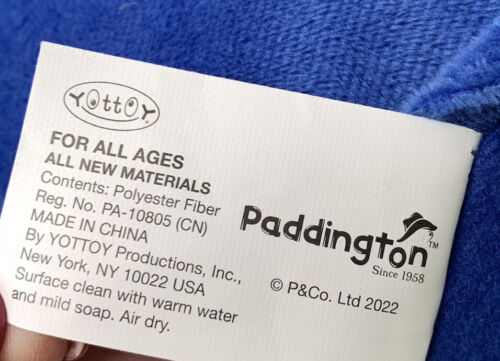 YOTTOY
FOR ALL AGES
ALL NEW MATERIALS
Contents: Polyester Fiber
Reg. No. PA-10805 (CN)
MADE IN CHINA
By YOTTOY Productions, Inc.,
New York, NY 10022 USA
Surface clean with warm water
and mild soap. Air dry.
Paddington™
Since 1958
© P&Co. Ltd 2022